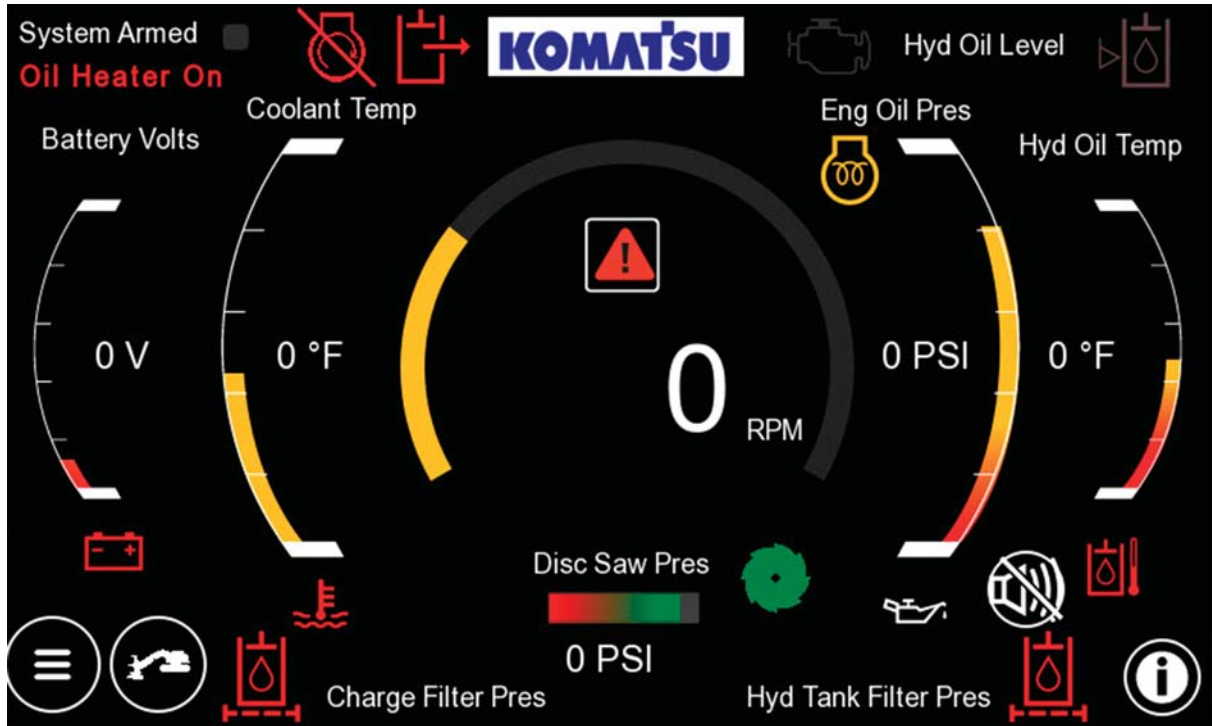 System Armed
Oil Heater On
KOMATSU
Hyd Oil Level
Coolant Temp
Eng Oil Pres
Battery Volts
Hyd Oil Temp
0 V
0 °F
0
RPM
0 PSI
0 °F
Disc Saw Pres
0 PSI
Charge Filter Pres
Hyd Tank Filter Pres